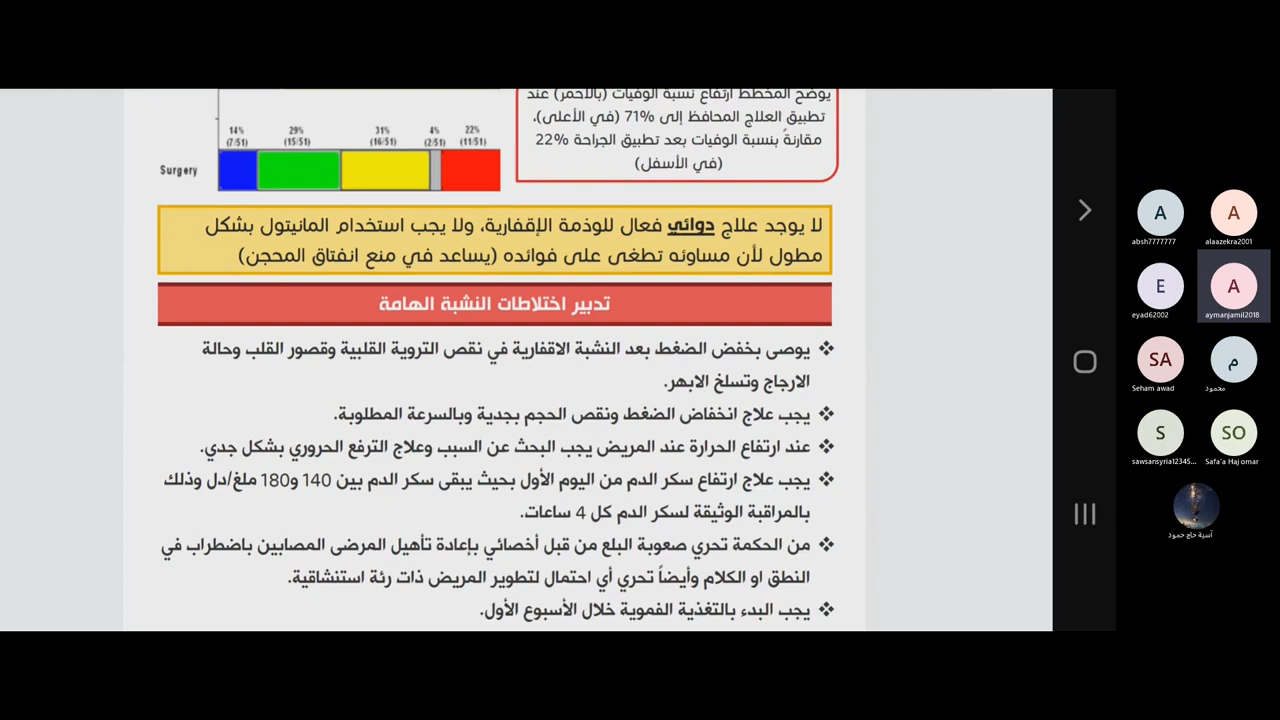 يوضح المخطط ارتفاع نسبة الوفيات (بالأحمر) عند
تطبيق العلاج المحافظ إلى 71% (في الأعلى)،
مقارنةً بنسبة الوفيات بعد تطبيق الجراحة 22%
(في الأسفل)
14% 29% 31% 4% 22%
(7/51) (15/51) (16/51) (2/51) (11/51)
Surgery
لا يوجد علاج دوائي فعال للوذمة الإقفارية، ولا يجب استخدام المانيتول بشكل
مطول لأن مساوئه تطغى على فوائده (يساعد في منع انفتاق المحجن)
تدبير اختلاطات النشبة الهامة
❖ يوصى بخفض الضغط بعد النشبة الاقفارية في نقص التروية القلبية وقصور القلب وحالة
الارجاج وتسلخ الابهر.
❖ يجب علاج انخفاض الضغط ونقص الحجم بجدية وبالسرعة المطلوبة.
❖ عند ارتفاع الحرارة عند المريض يجب البحث عن السبب وعلاج الترفع الحروري بشكل جدي.
❖ يجب علاج ارتفاع سكر الدم من اليوم الأول بحيث يبقى سكر الدم بين 140 و180 ملغ/دل وذلك
بالمراقبة الوثيقة لسكر الدم كل 4 ساعات.
❖ من الحكمة تحري صعوبة البلع من قبل أخصائي بإعادة تأهيل المرضى المصابين باضطراب في
النطق او الكلام وأيضاً تحري أي احتمال لتطوير المريض ذات رئة استنشاقية.
❖ يجب البدء بالتغذية الفموية خلال الأسبوع الأول.
A A
absh7777777 alaazekra2001
E A
eyad62002 aymanjamil2018
SA م
Seham awad محمود
S SO
sawsansyria12345... Safa'a Haj omar
آسية حاج حمود